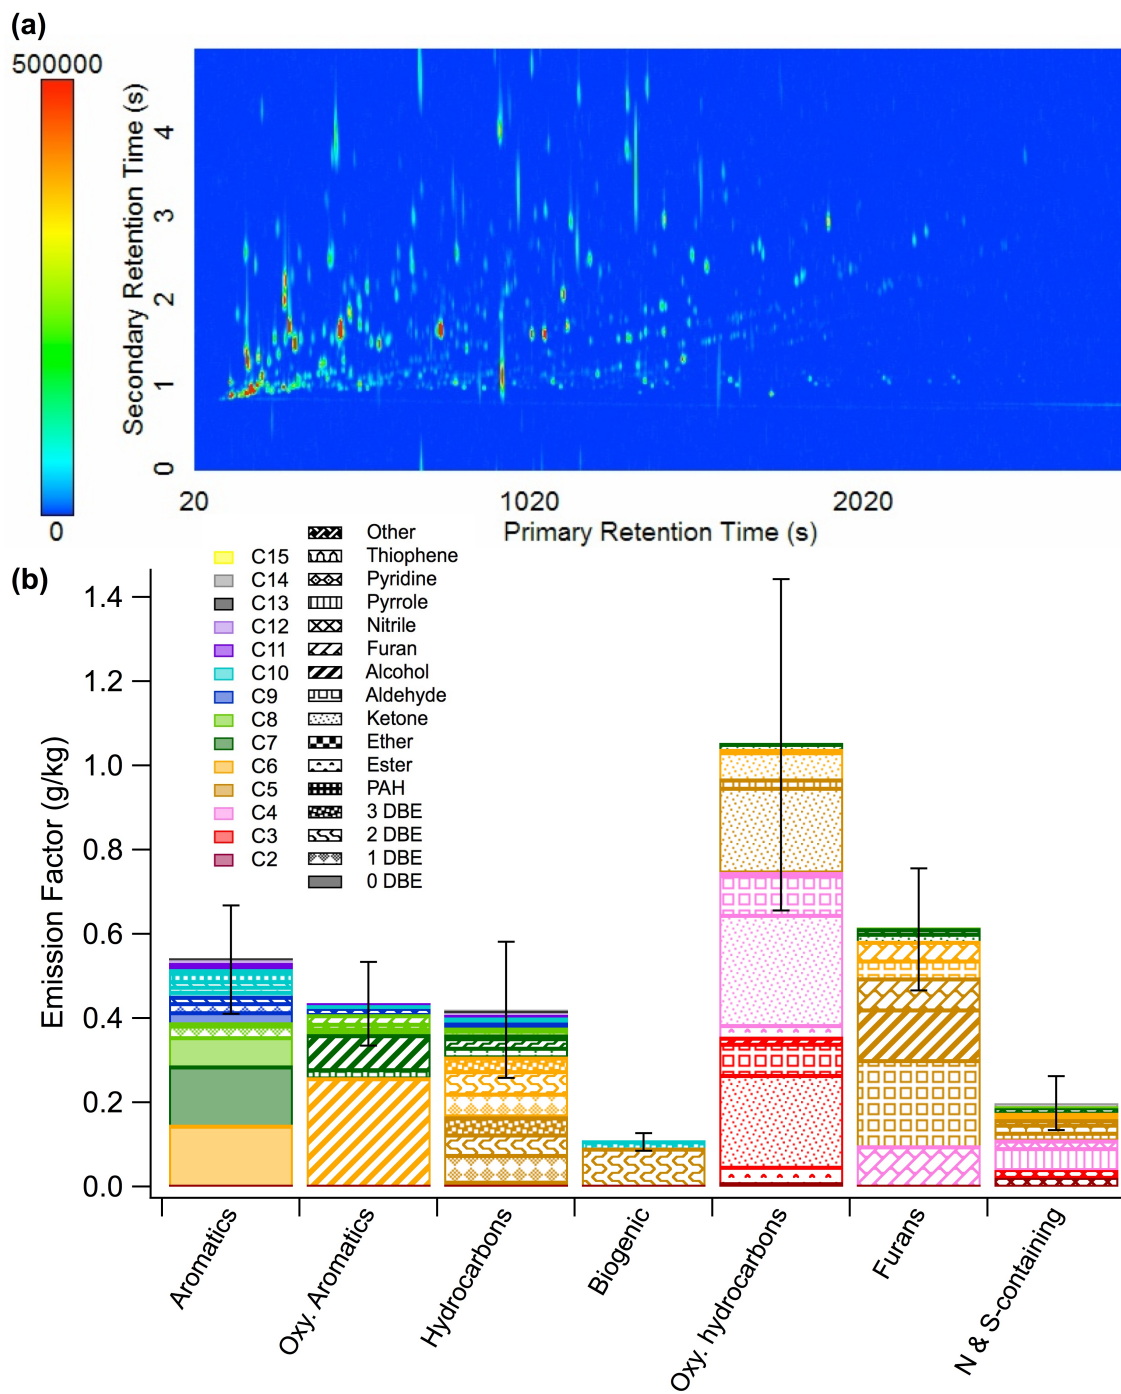 (a)
500000
0
Secondary Retention Time (s)
4
3
2
1
0
20 1020 2020
Primary Retention Time (s)
(b)
C15
C14
C13
C12
C11
C10
C9
C8
C7
C6
C5
C4
C3
C2
Other
Thiophene
Pyridine
Pyrrole
Nitrile
Furan
Alcohol
Aldehyde
Ketone
Ether
Ester
PAH
3 DBE
2 DBE
1 DBE
0 DBE
Emission Factor (g/kg)
1.4
1.2
1.0
0.8
0.6
0.4
0.2
0.0
Aromatics
Oxy. Aromatics
Hydrocarbons
Biogenic
Oxy. hydrocarbons
Furans
N & S-containing